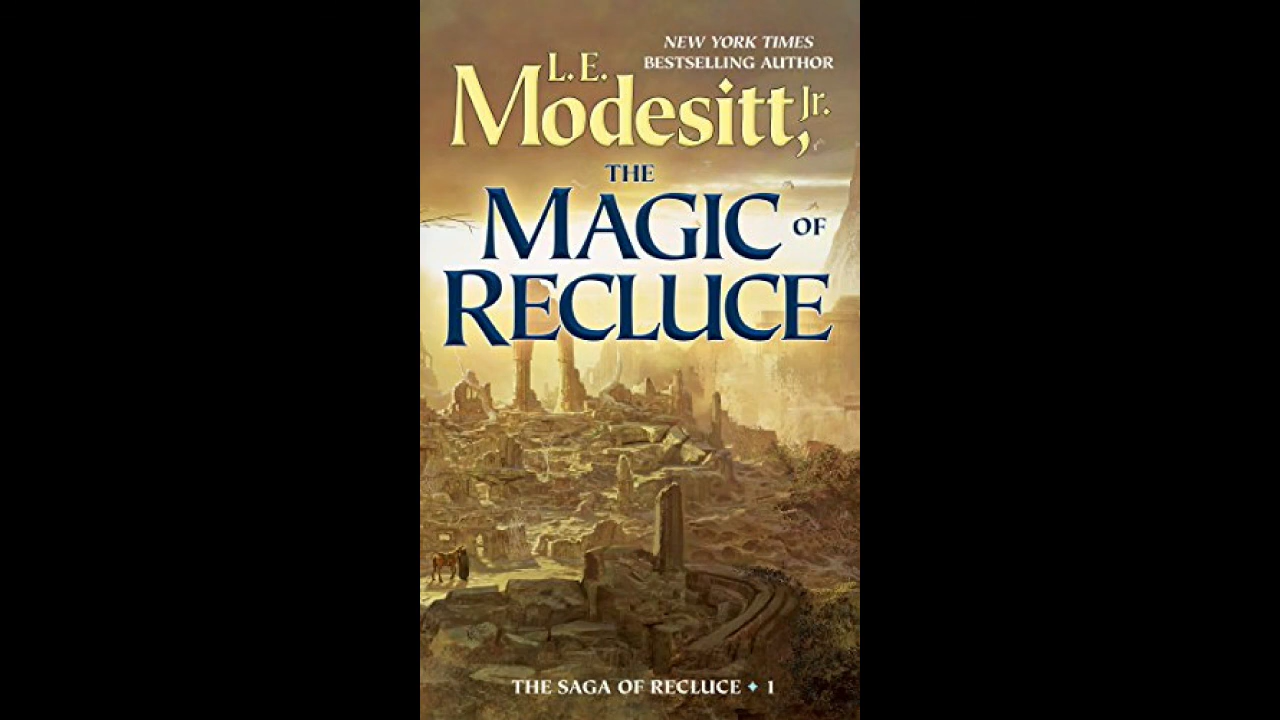 NEW YORK TIMES
BESTSELLING AUTHOR
L.E.
Modesitt, Jr.
THE
MAGIC OF
RECLUCE
THE SAGA OF RECLUCE ✦ 1